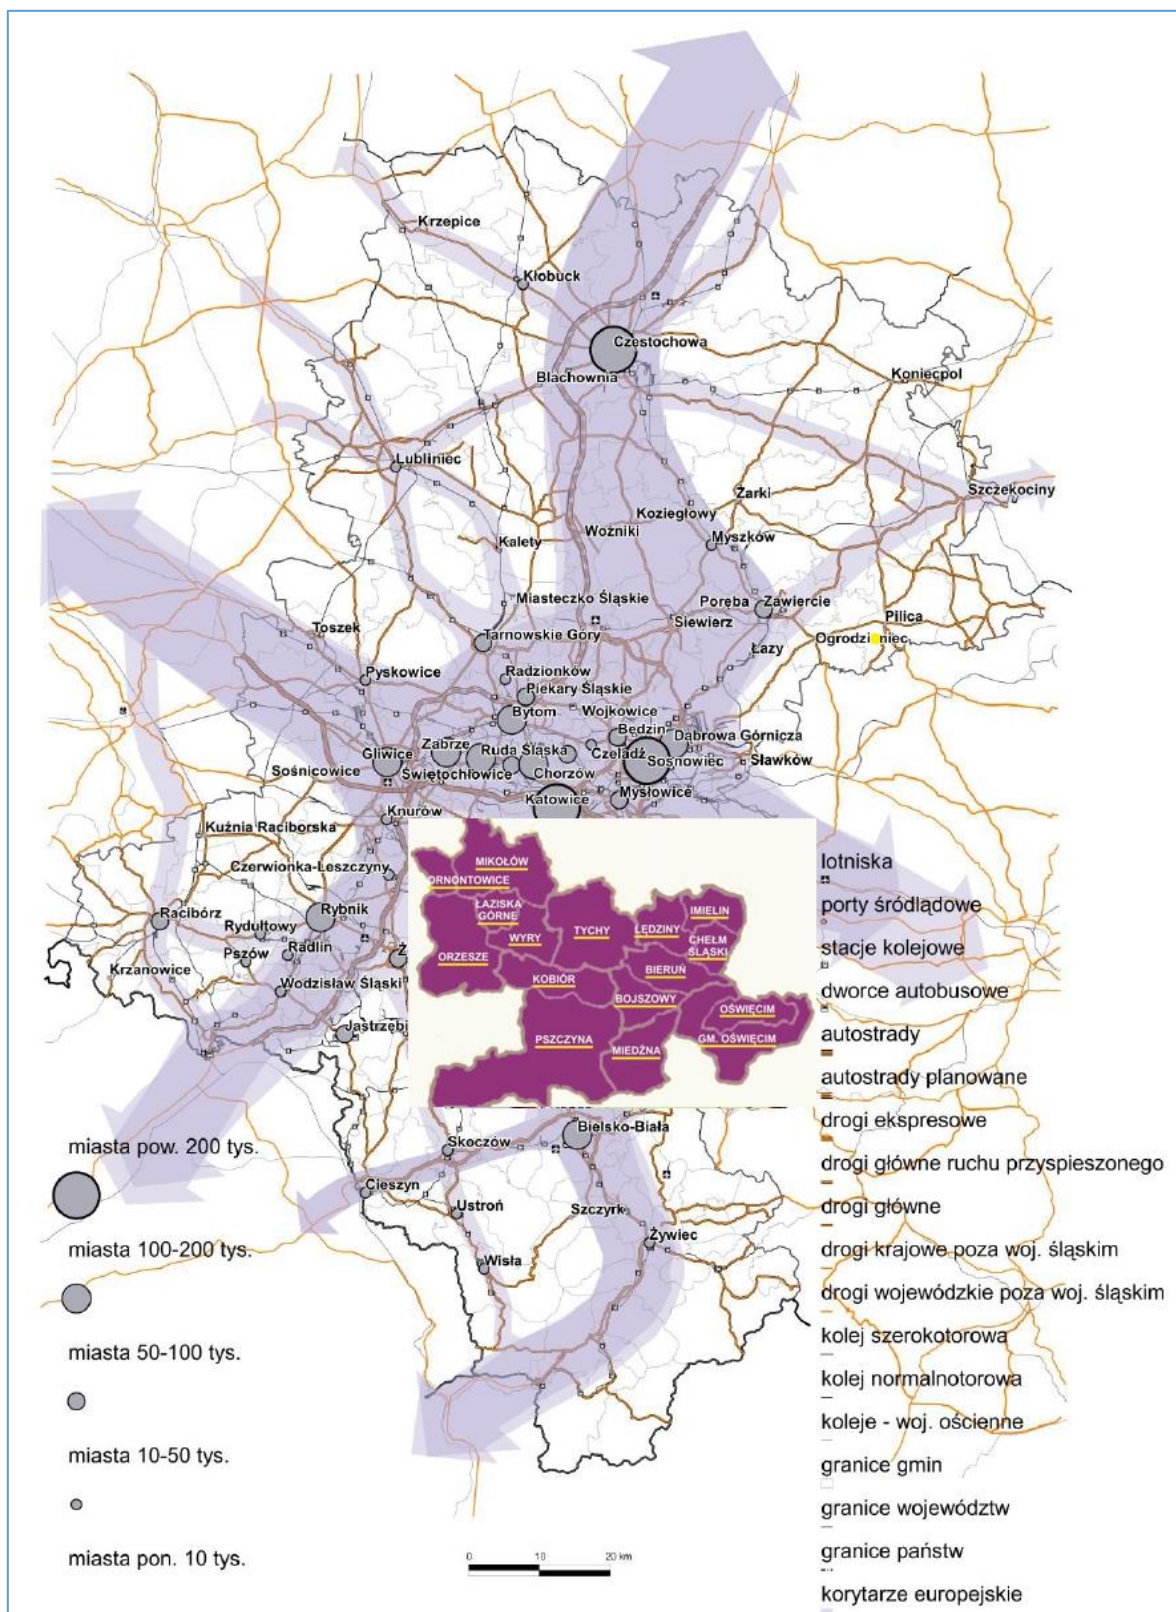 Krzepice
Kłobuck
Częstochowa
Blachownia
Koniecpol
Lubliniec
Szczekociny
Żarki
Koziegłowy
Woźniki
Myszków
Kalety
Miasteczko Śląskie
Poręba
Zawiercie
Pilica
Siewierz
Toszek
Tarnowskie Góry
Ogrodzieniec
Łazy
Pyskowice
Radzionków
Piekary Śląskie
Bytom
Wojkowice
Będzin
Dąbrowa Górnicza
Gliwice
Zabrze
Ruda Śląska
Czeladź
Sosnowiec
Sławków
Sośnicowice
Świętochłowice
Chorzów
Mysłowice
Katowice
Knurów
Kuźnia Raciborska
Czerwionka-Leszczyny
Racibórz
Rybnik
Rydułtowy
Radlin
Pszów
Krzanowice
Wodzisław Śląski
Jastrzębi
MIKOŁÓW
ORNONTOWICE
ŁAZISKA
GÓRNE
IMIELIN
WYRY
TYCHY
LĘDZINY
CHEŁM
ŚLĄSKI
ORZESZE
KOBIÓR
BIERUŃ
BOJSZOWY
OŚWIĘCIM
PSZCZYNA
MIEDŹNA
GM. OŚWIĘCIM
Bielsko-Biała
Skoczów
Cieszyn
Ustroń
Szczyrk
Żywiec
Wisła
miasta pow. 200 tys.
miasta 100-200 tys.
miasta 50-100 tys.
miasta 10-50 tys.
miasta pon. 10 tys.
0 10 20 km
lotniska
porty śródlądowe
stacje kolejowe
dworce autobusowe
autostrady
autostrady planowane
drogi ekspresowe
drogi główne ruchu przyspieszonego
drogi główne
drogi krajowe poza woj. śląskim
drogi wojewódzkie poza woj. śląskim
kolej szerokotorowa
kolej normalnotorowa
koleje - woj. ościenne
granice gmin
granice województw
granice państw
korytarze europejskie